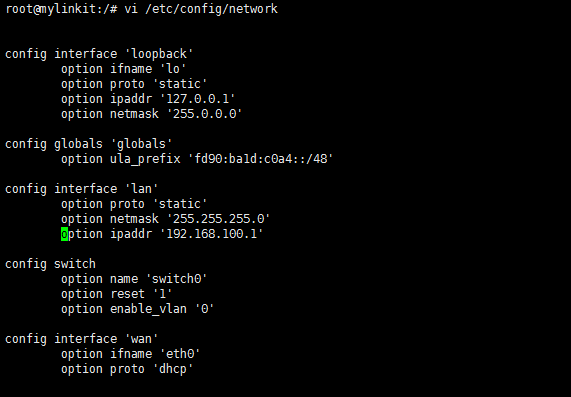 root@mylinkit:/# vi /etc/config/network
config interface 'loopback'
option ifname 'lo'
option proto 'static'
option ipaddr '127.0.0.1'
option netmask '255.0.0.0'
config globals 'globals'
option ula_prefix 'fd90:ba1d:c0a4::/48'
config interface 'lan'
option proto 'static'
option netmask '255.255.255.0'
option ipaddr '192.168.100.1'
config switch
option name 'switch0'
option reset '1'
option enable_vlan '0'
config interface 'wan'
option ifname 'eth0'
option proto 'dhcp'